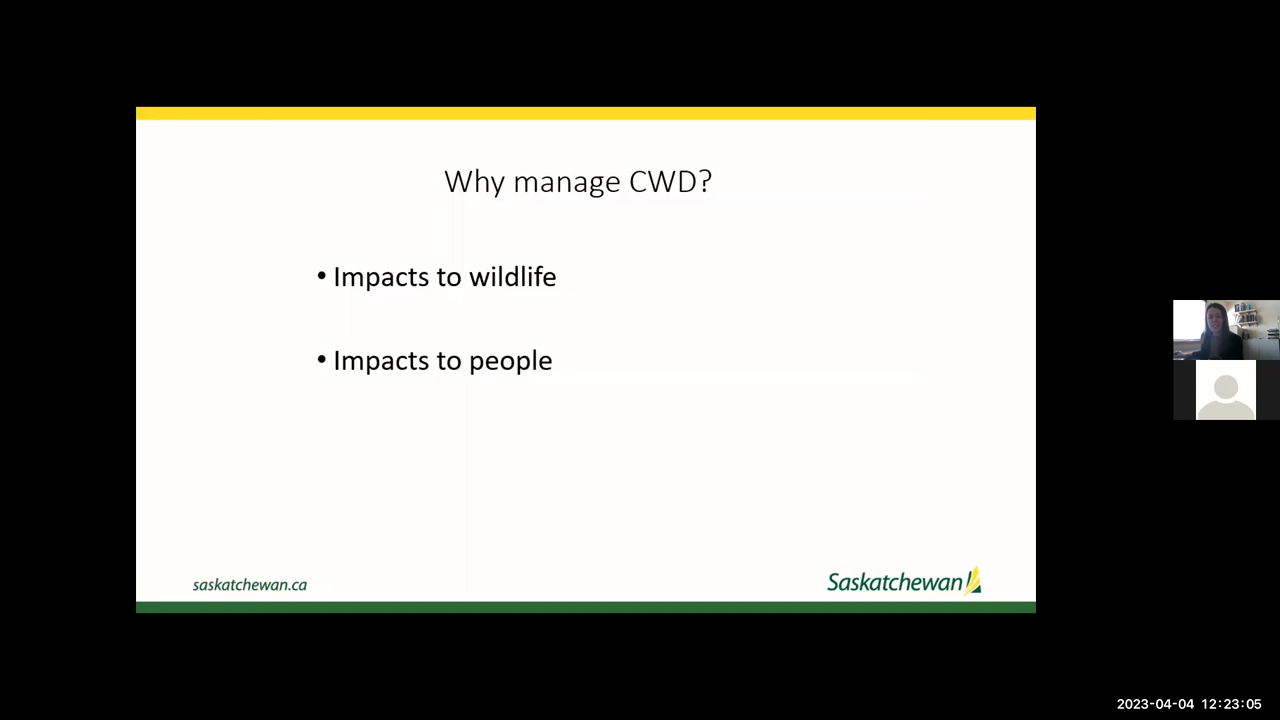 Why manage CWD?
• Impacts to wildlife
• Impacts to people
saskatchewan.ca
Saskatchewan
2023-04-04 12:23:05